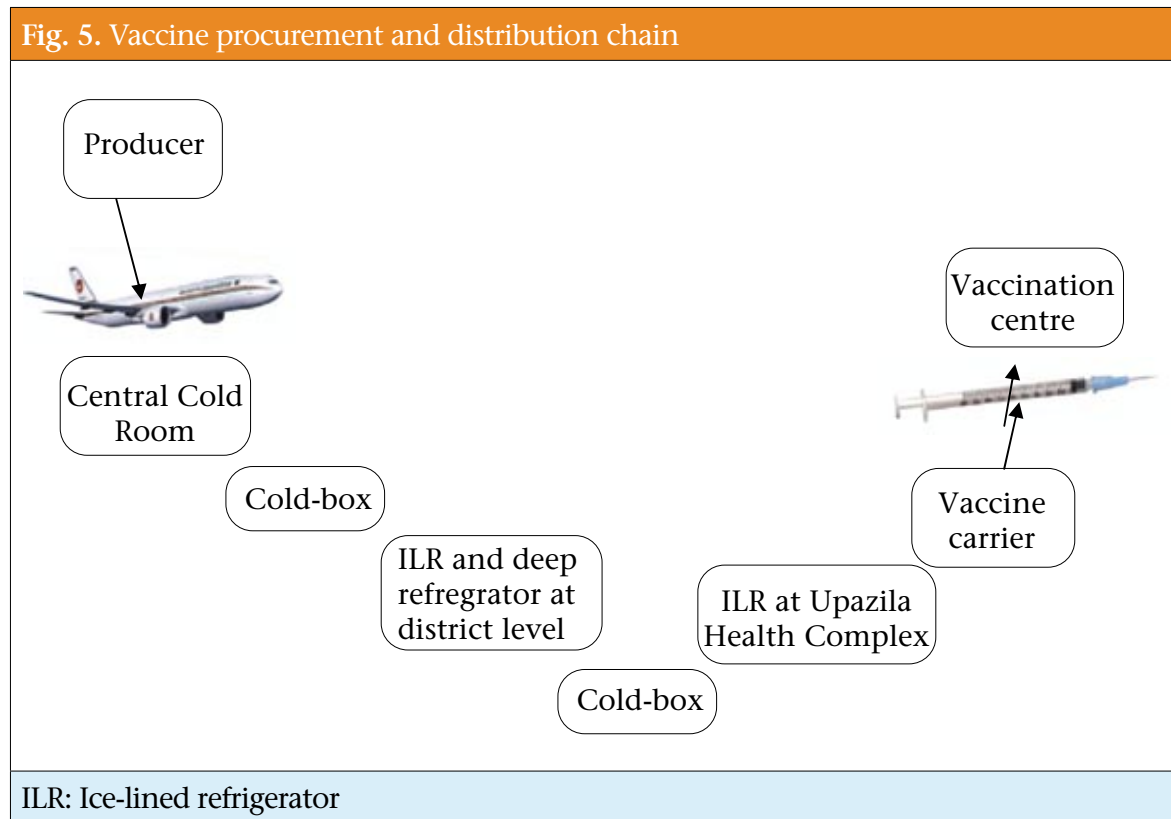 Fig. 5. Vaccine procurement and distribution chain
Producer
Central Cold
Room
Cold-box
ILR and deep
refregrator at
district level
Cold-box
ILR at Upazila
Health Complex
Vaccine
carrier
Vaccination
centre
ILR: Ice-lined refrigerator